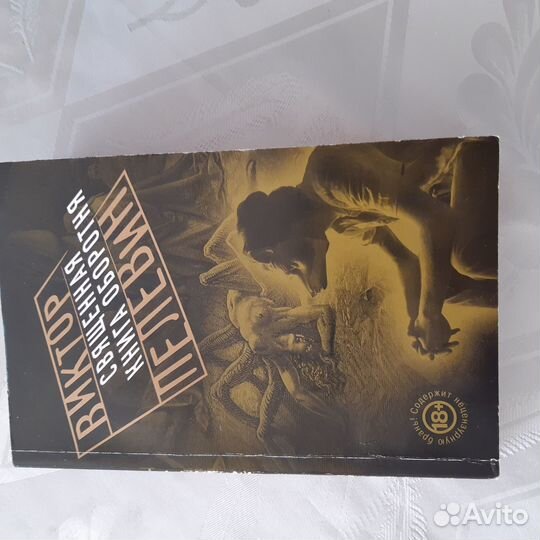 ВИКТОР
СВЯЩЕННАЯ
КНИГА ОБОРОТНЯ
ПЕЛЕВИН
Содержит нецензурную брань!
18+
Avito